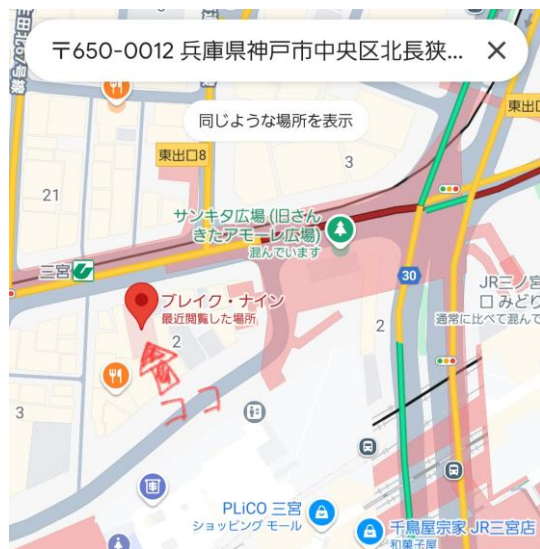 〒650-0012 兵庫県神戸市中央区北長狭...
同じような場所を表示
東出口8
3
21
サンキタ広場 (旧さん
きたアモーレ広場)
混んでいます
三宮
30
JR三ノ宮
口 みどり
通常に比べて混んで
ブレイク・ナイン
最近閲覧した場所
2
2
ココ
3
PLiCO 三宮
ショッピング モール
千鳥屋宗家 JR三宮店
和菓子屋